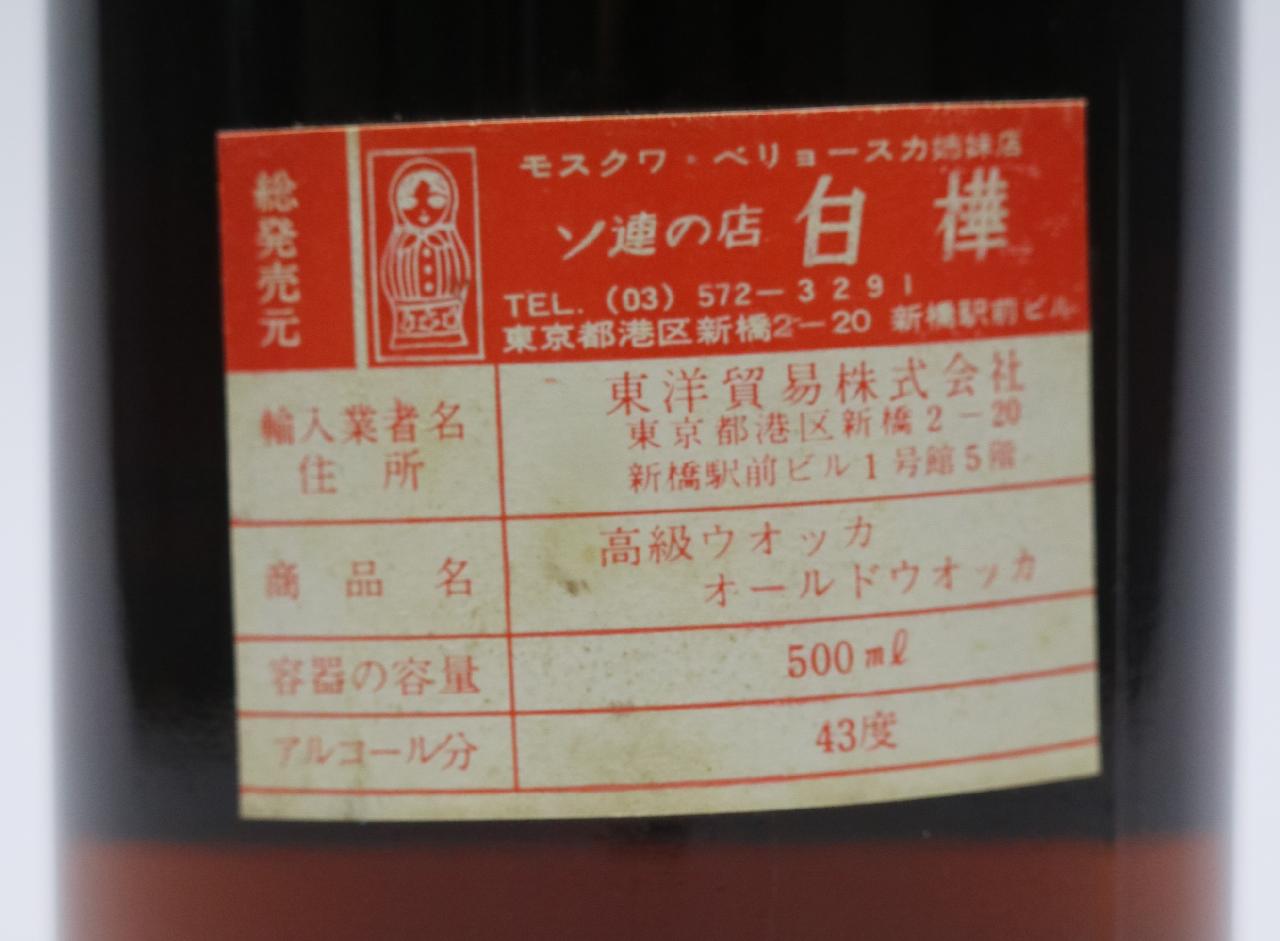 総発売元
モスクワ・ベリョースカ姉妹店
ソ連の店 白樺
TEL. (03) 572-3291
東京都港区新橋2-20 新橋駅前ビル
輸入業者名
住所
東洋貿易株式会社
東京都港区新橋2-20
新橋駅前ビル1号館5階
商品名
高級ウオッカ
オールドウオッカ
容器の容量
500ml
アルコール分
43度